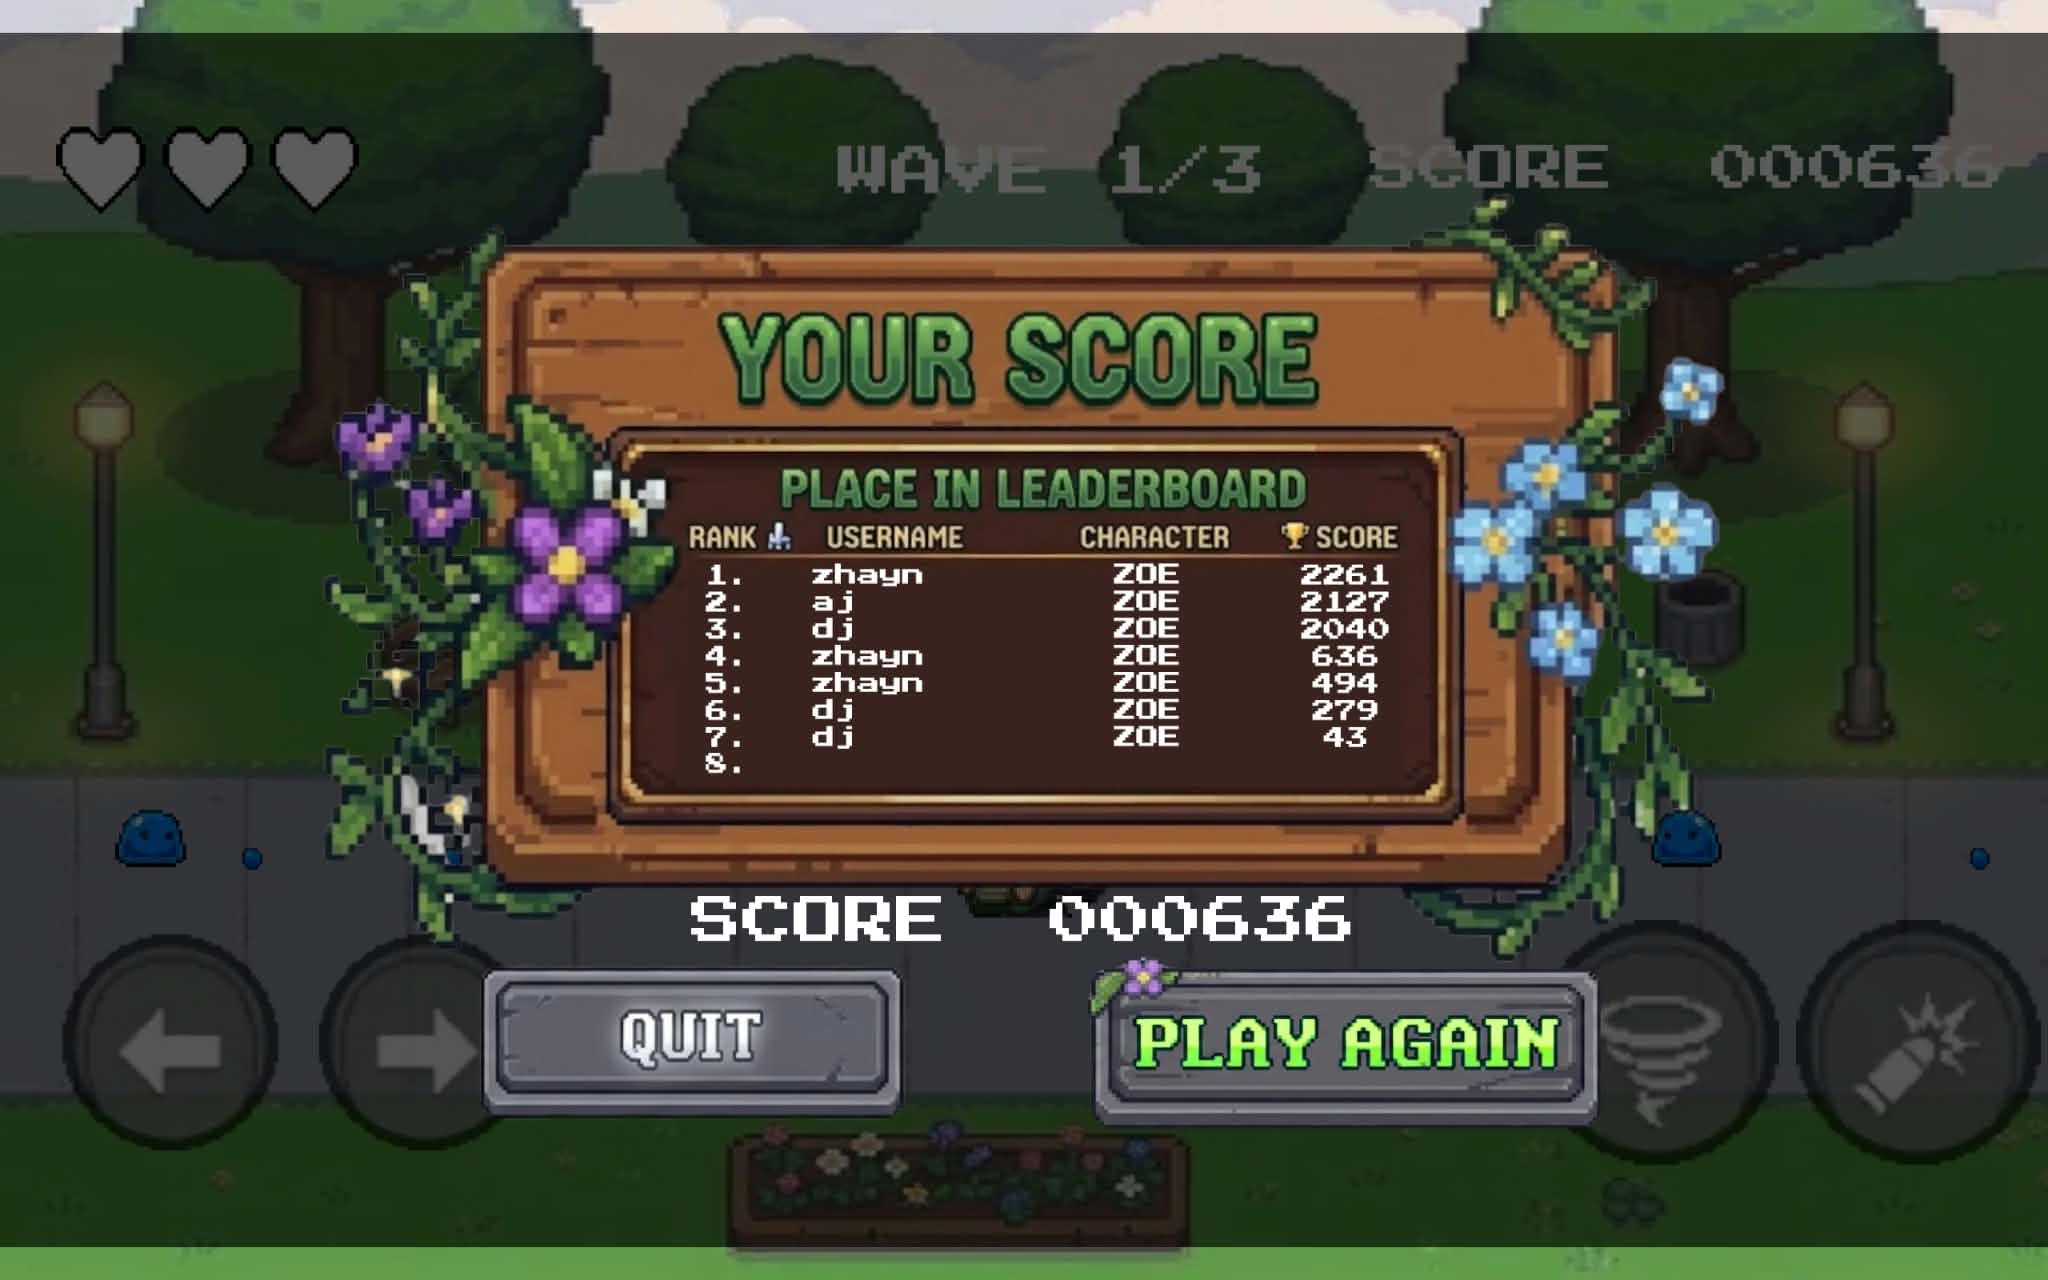 WAVE 1/3 SCORE 000636
YOUR SCORE
PLACE IN LEADERBOARD
RANK USERNAME CHARACTER SCORE
1. zhayn ZOE 2261
2. aj ZOE 2127
3. dj ZOE 2040
4. zhayn ZOE 636
5. zhayn ZOE 494
6. dj ZOE 279
7. dj ZOE 43
8.
SCORE 000636
QUIT PLAY AGAIN